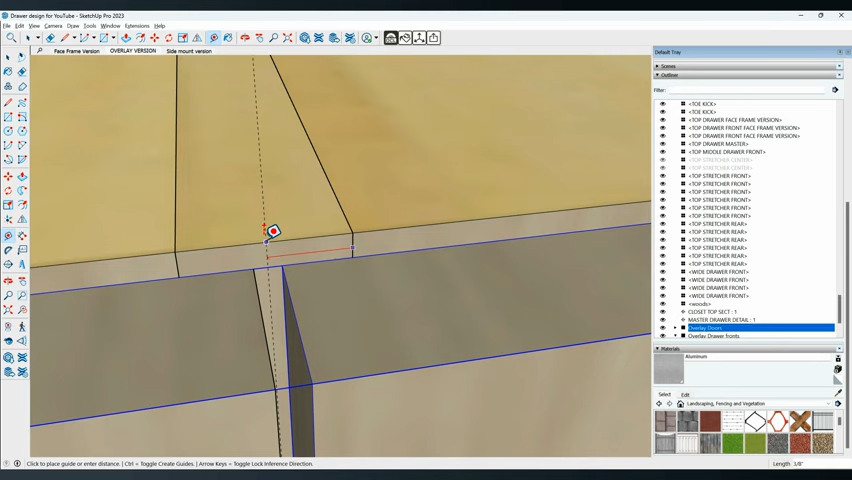 Drawer design for YouTube - SketchUp Pro 2023
File Edit View Camera Draw Tools Window Extensions Help
Face Frame Version OVERLAY VERSION Side mount version
Default Tray
Scenes
Outliner
Filter:
<TOE KICK>
<TOE KICK>
<TOP DRAWER FACE FRAME VERSION>
<TOP DRAWER FRONT FACE FRAME VERSION>
<TOP DRAWER FRONT FACE FRAME VERSION>
<TOP DRAWER MASTER>
<TOP MIDDLE DRAWER FRONT>
<TOP STRETCHER CENTER>
<TOP STRETCHER CENTER>
<TOP STRETCHER FRONT>
<TOP STRETCHER FRONT>
<TOP STRETCHER FRONT>
<TOP STRETCHER FRONT>
<TOP STRETCHER FRONT>
<TOP STRETCHER REAR>
<TOP STRETCHER REAR>
<TOP STRETCHER REAR>
<TOP STRETCHER REAR>
<TOP STRETCHER REAR>
<TOP STRETCHER REAR>
<WIDE DRAWER FRONT>
<WIDE DRAWER FRONT>
<WIDE DRAWER FRONT>
<WIDE DRAWER FRONT>
<woods>
CLOSET TOP SECT : 1
MASTER DRAWER DETAIL : 1
Overlay Doors
Overlay Drawer fronts
Materials
Aluminum
Select Edit
Landscaping, Fencing and Vegetation
Click to place guide or enter distance. | Ctrl = Toggle Create Guides. | Arrow Keys = Toggle Lock Inference Direction.
Length 3/8"